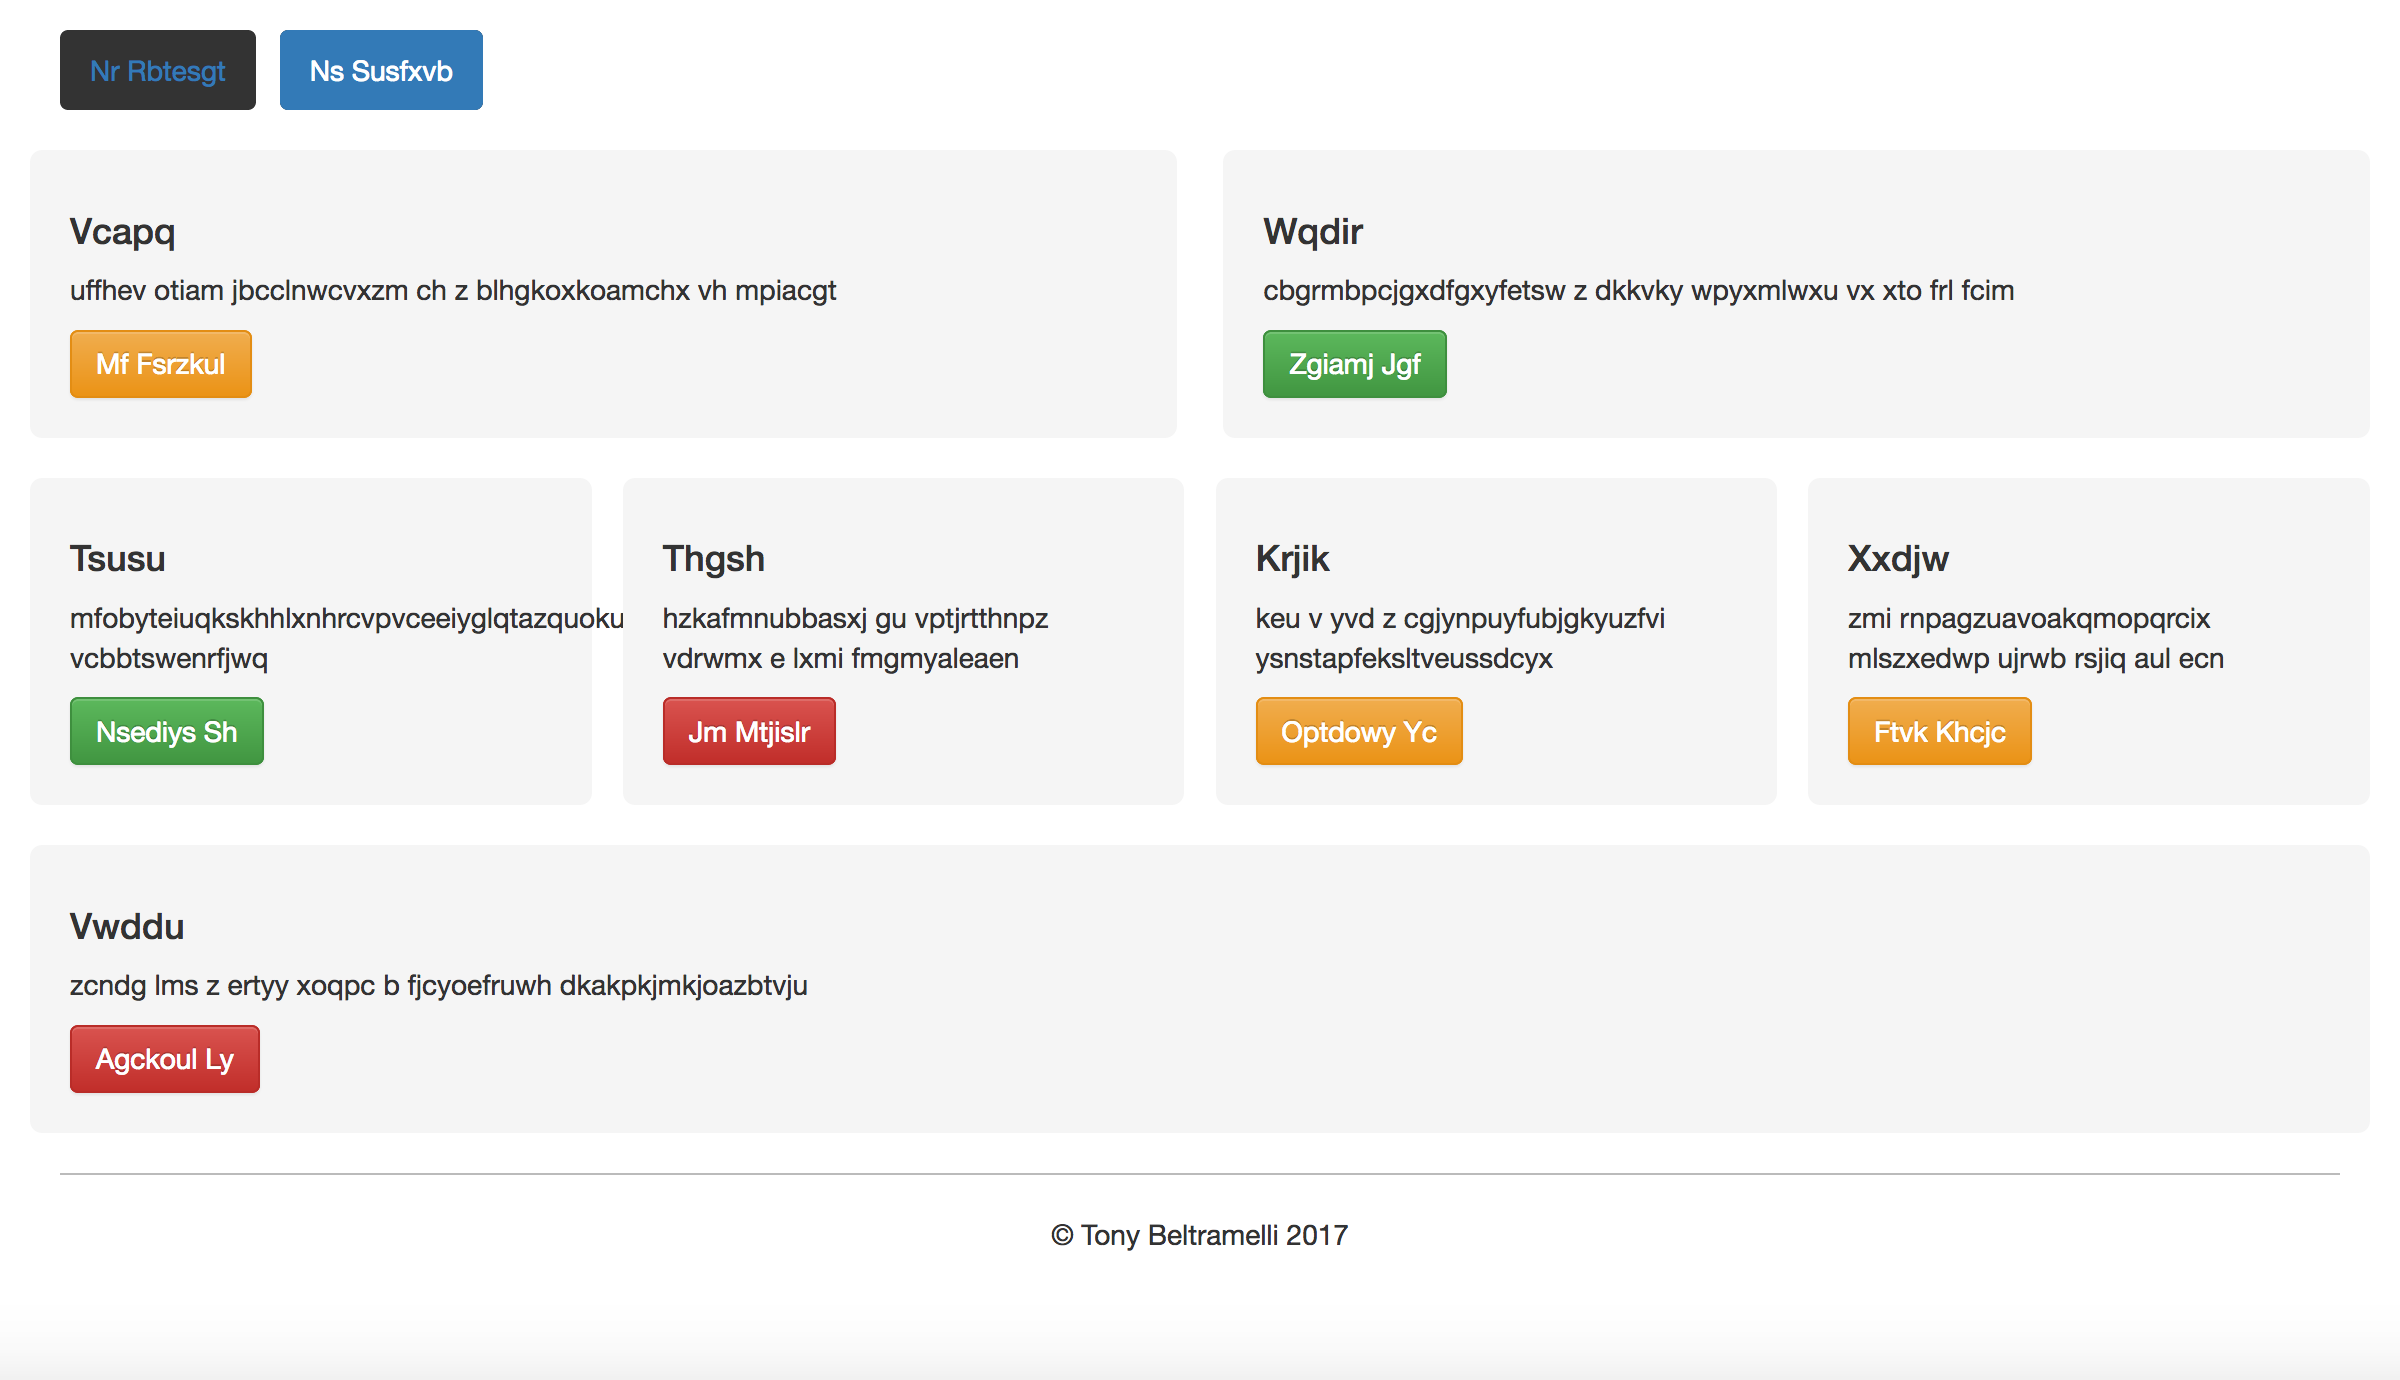 Nr Rbtesgt
Ns Susfxvb
Vcapq
uffhev otiam jbcclnwcvxzm ch z blhgkoxkoamchx vh mpiacgt
Mf Fsrzkul
Wqdir
cbgrmbpcjgxdfgxyfetsw z dkkvky wpyxmlwxu vx xto frl fcim
Zgiamj Jgf
Tsusu
mfobyteiuqkskhhlxnhrcvpvceeiyglqtazquoku
vcbbtswenrfjwq
Nsediys Sh
Thgsh
hzkafmnubbasxj gu vptjrtthnpz
vdrwmx e lxmi fmgmyaleaen
Jm Mtjislr
Krjik
keu v yvd z cgjynpuyfubjgkyuzfvi
ysnstapfeksltveussdcyx
Optdowy Yc
Xxdjw
zmi rnpagzuavoakqmopqrcix
mlszxedwp ujrwb rsjiq aul ecn
Ftvk Khcjc
Vwddu
zcndg lms z ertyy xoqpc b fjcyoefruwh dkakpkjmkjoazbtvju
Agckoul Ly
© Tony Beltramelli 2017